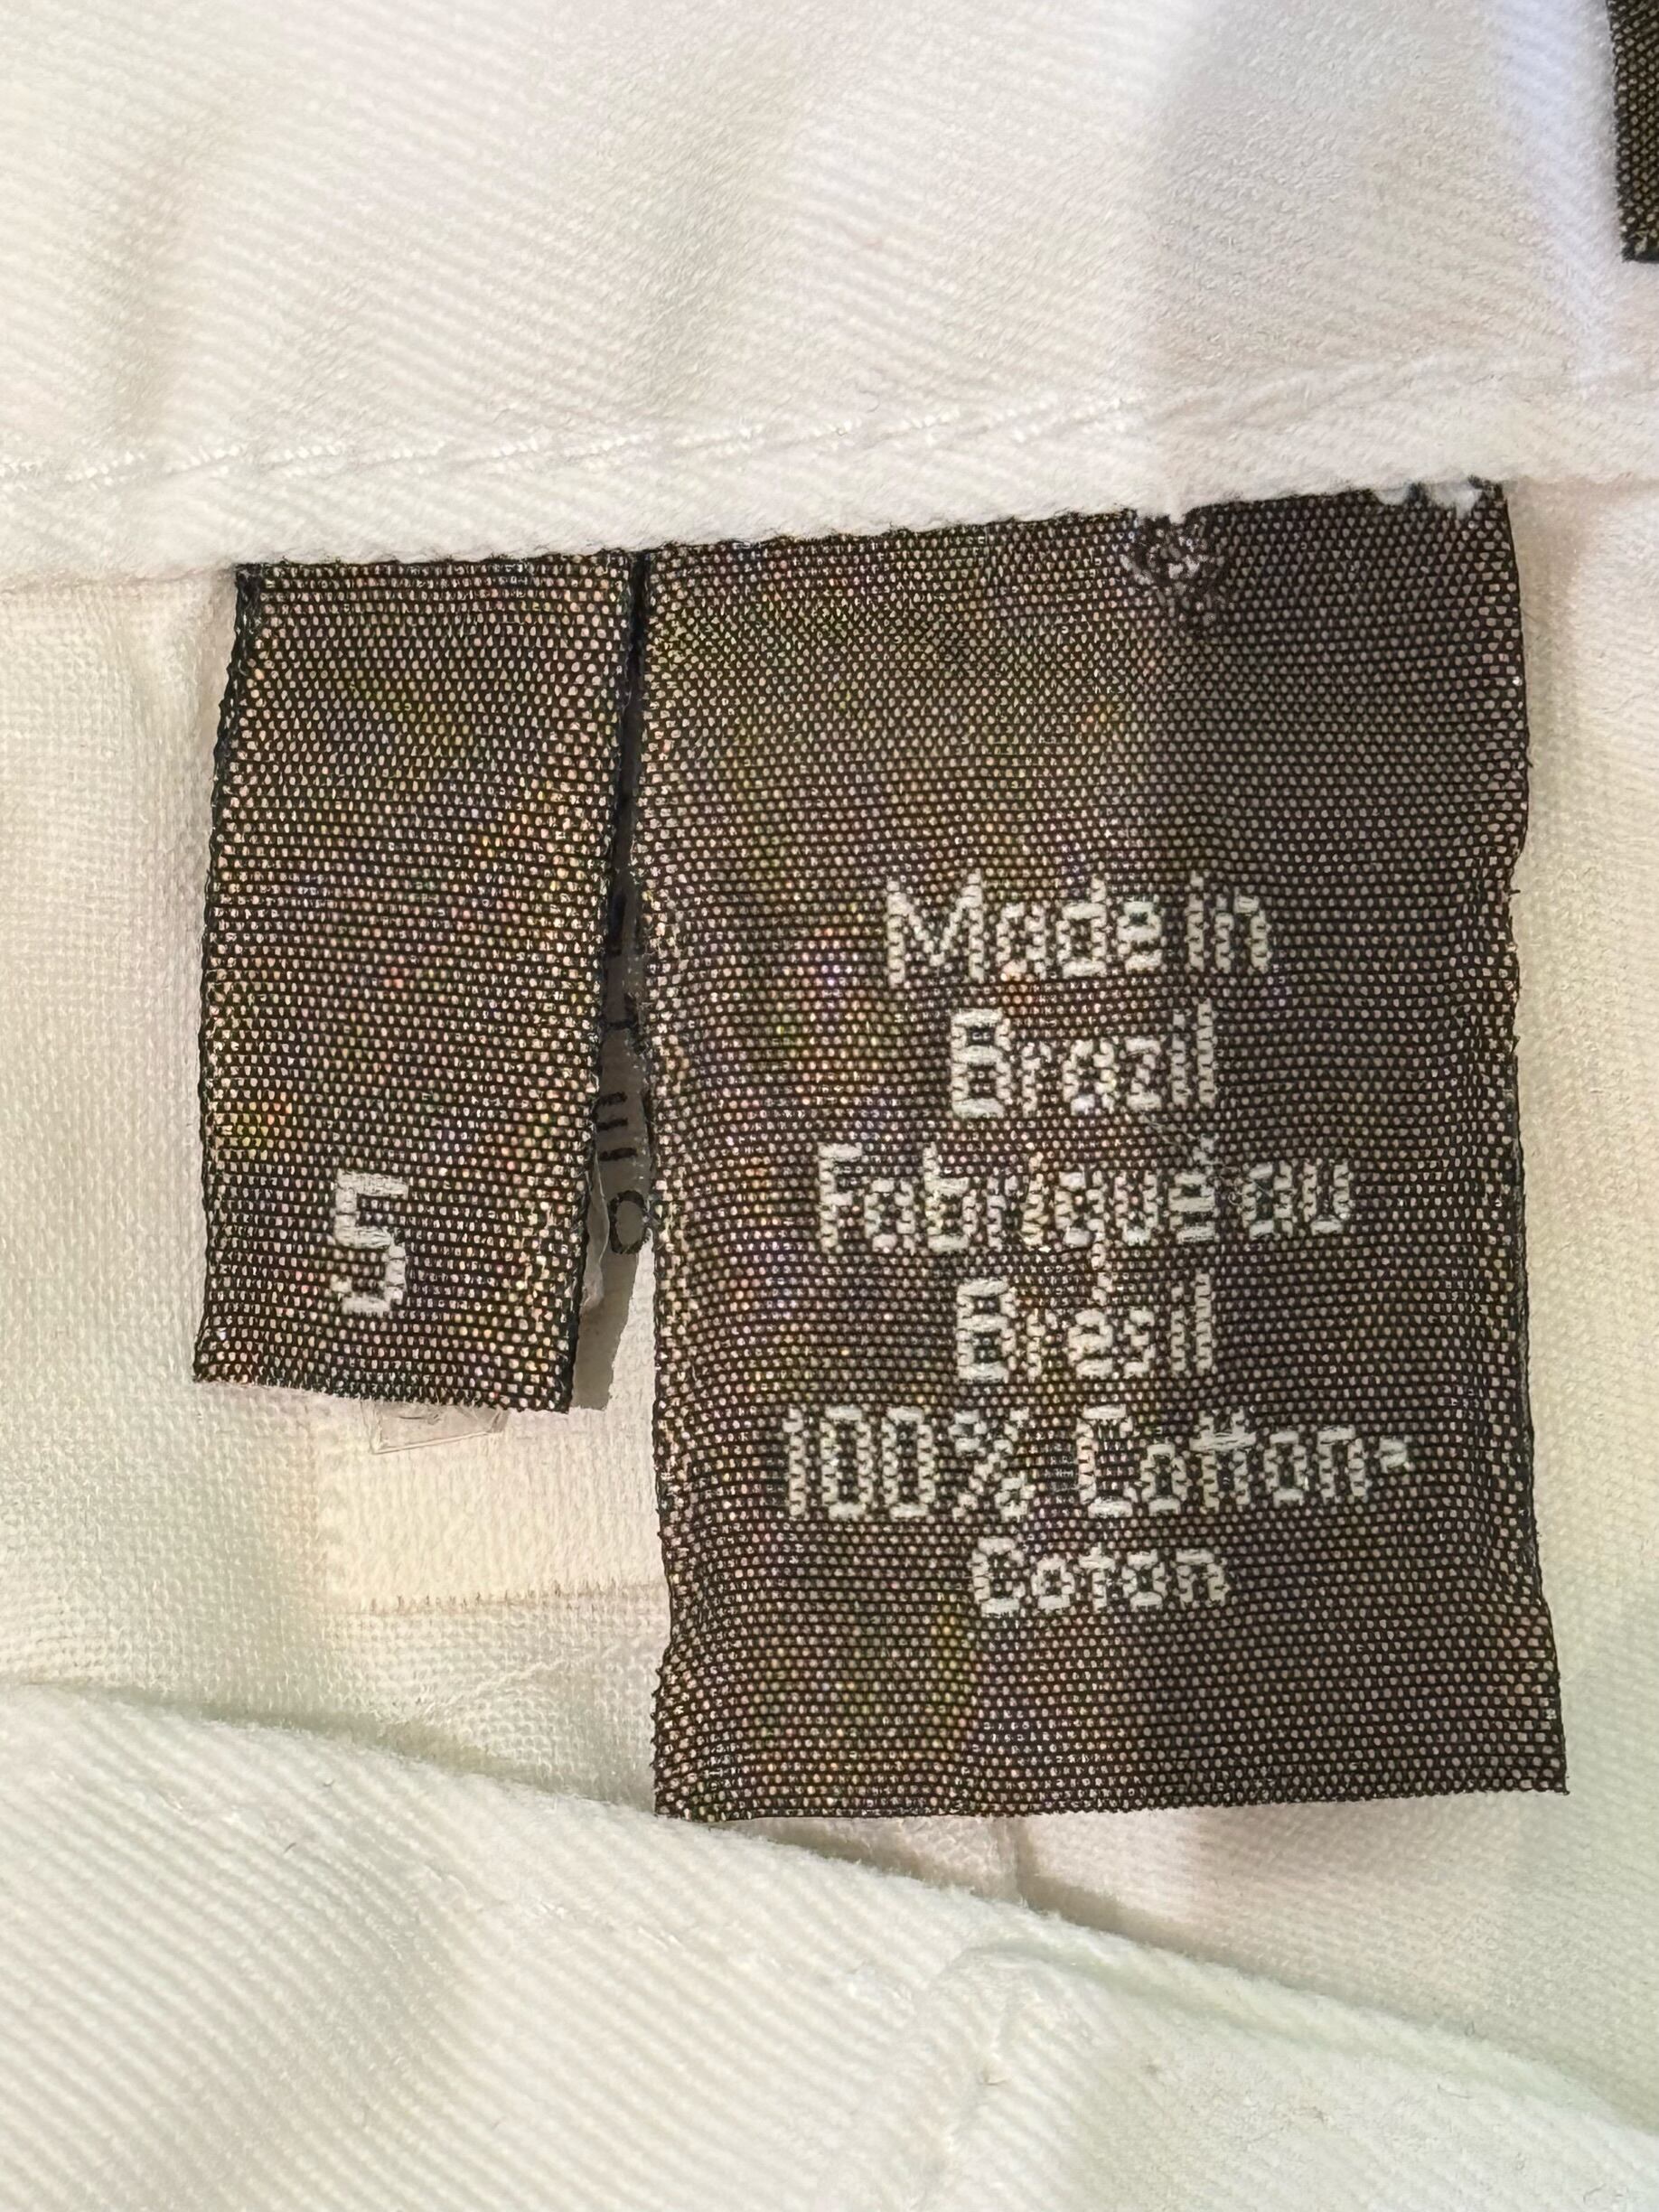 5
Made in
Brazil
Fabriqué au
Brésil
100% Cotton-
Coton